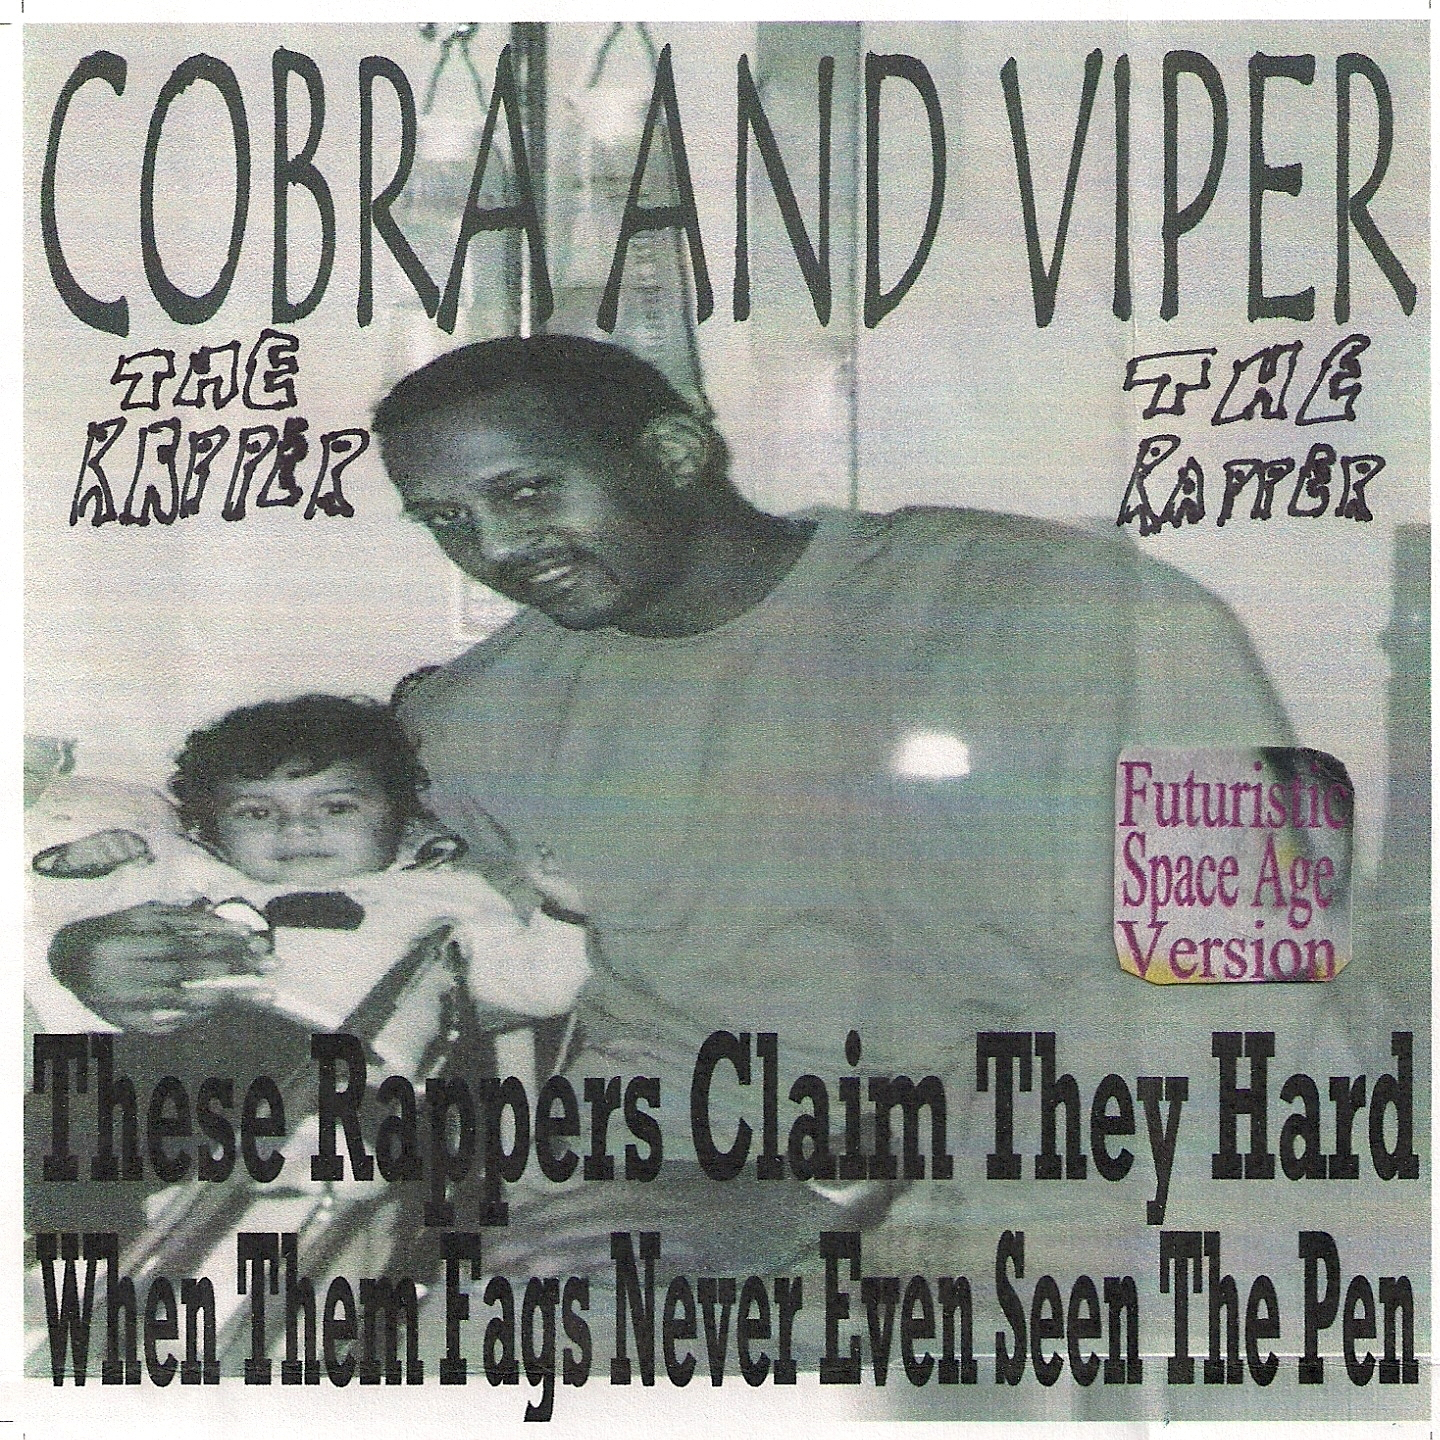 COBRA AND VIPER
THE
RAPPER
THE
RAPPER
Futuristic
Space Age
Version
These Rappers Claim They Hard
When Them Fags Never Even Seen The Pen